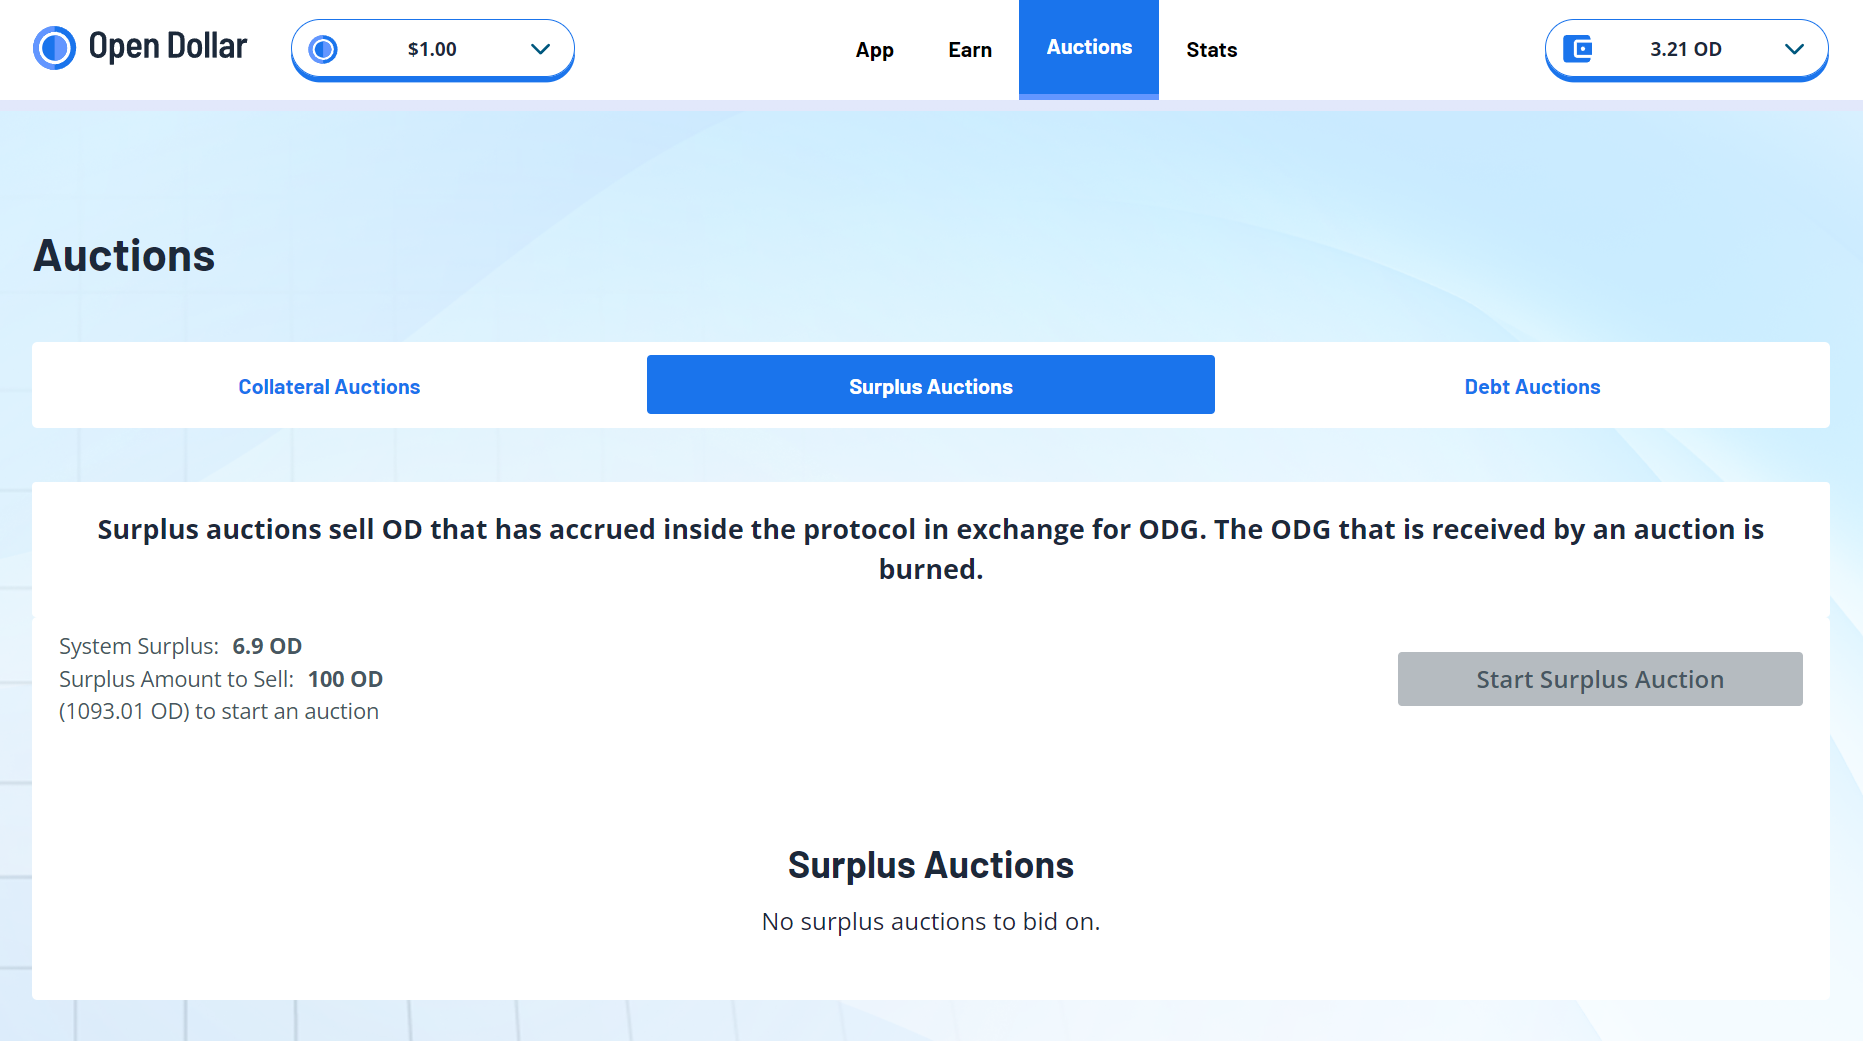 Open Dollar
$1.00
App
Earn
Auctions
Stats
3.21 OD
Auctions
Collateral Auctions
Surplus Auctions
Debt Auctions
Surplus auctions sell OD that has accrued inside the protocol in exchange for ODG. The ODG that is received by an auction is
burned.
System Surplus: 6.9 OD
Surplus Amount to Sell: 100 OD
(1093.01 OD) to start an auction
Start Surplus Auction
Surplus Auctions
No surplus auctions to bid on.